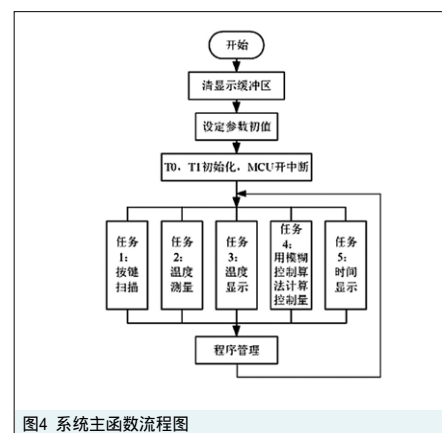 开始
清显示缓冲区
设定参数初值
T0，T1初始化，MCU开中断
任务
1：
按键
扫描
任务
2：
温度
测量
任务
3：
温度
显示
任务
4：
用模糊
控制算
法计算
控制量
任务
5：
时间
显示
程序管理
图4 系统主函数流程图